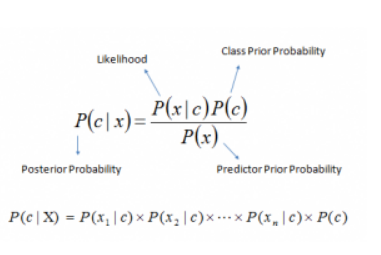 Likelihood
Class Prior Probability
P(c | x) = P(x | c)P(c) / P(x)
Posterior Probability
Predictor Prior Probability
P(c | X) = P(x₁ | c) × P(x₂ | c) × ⋯ × P(xₙ | c) × P(c)